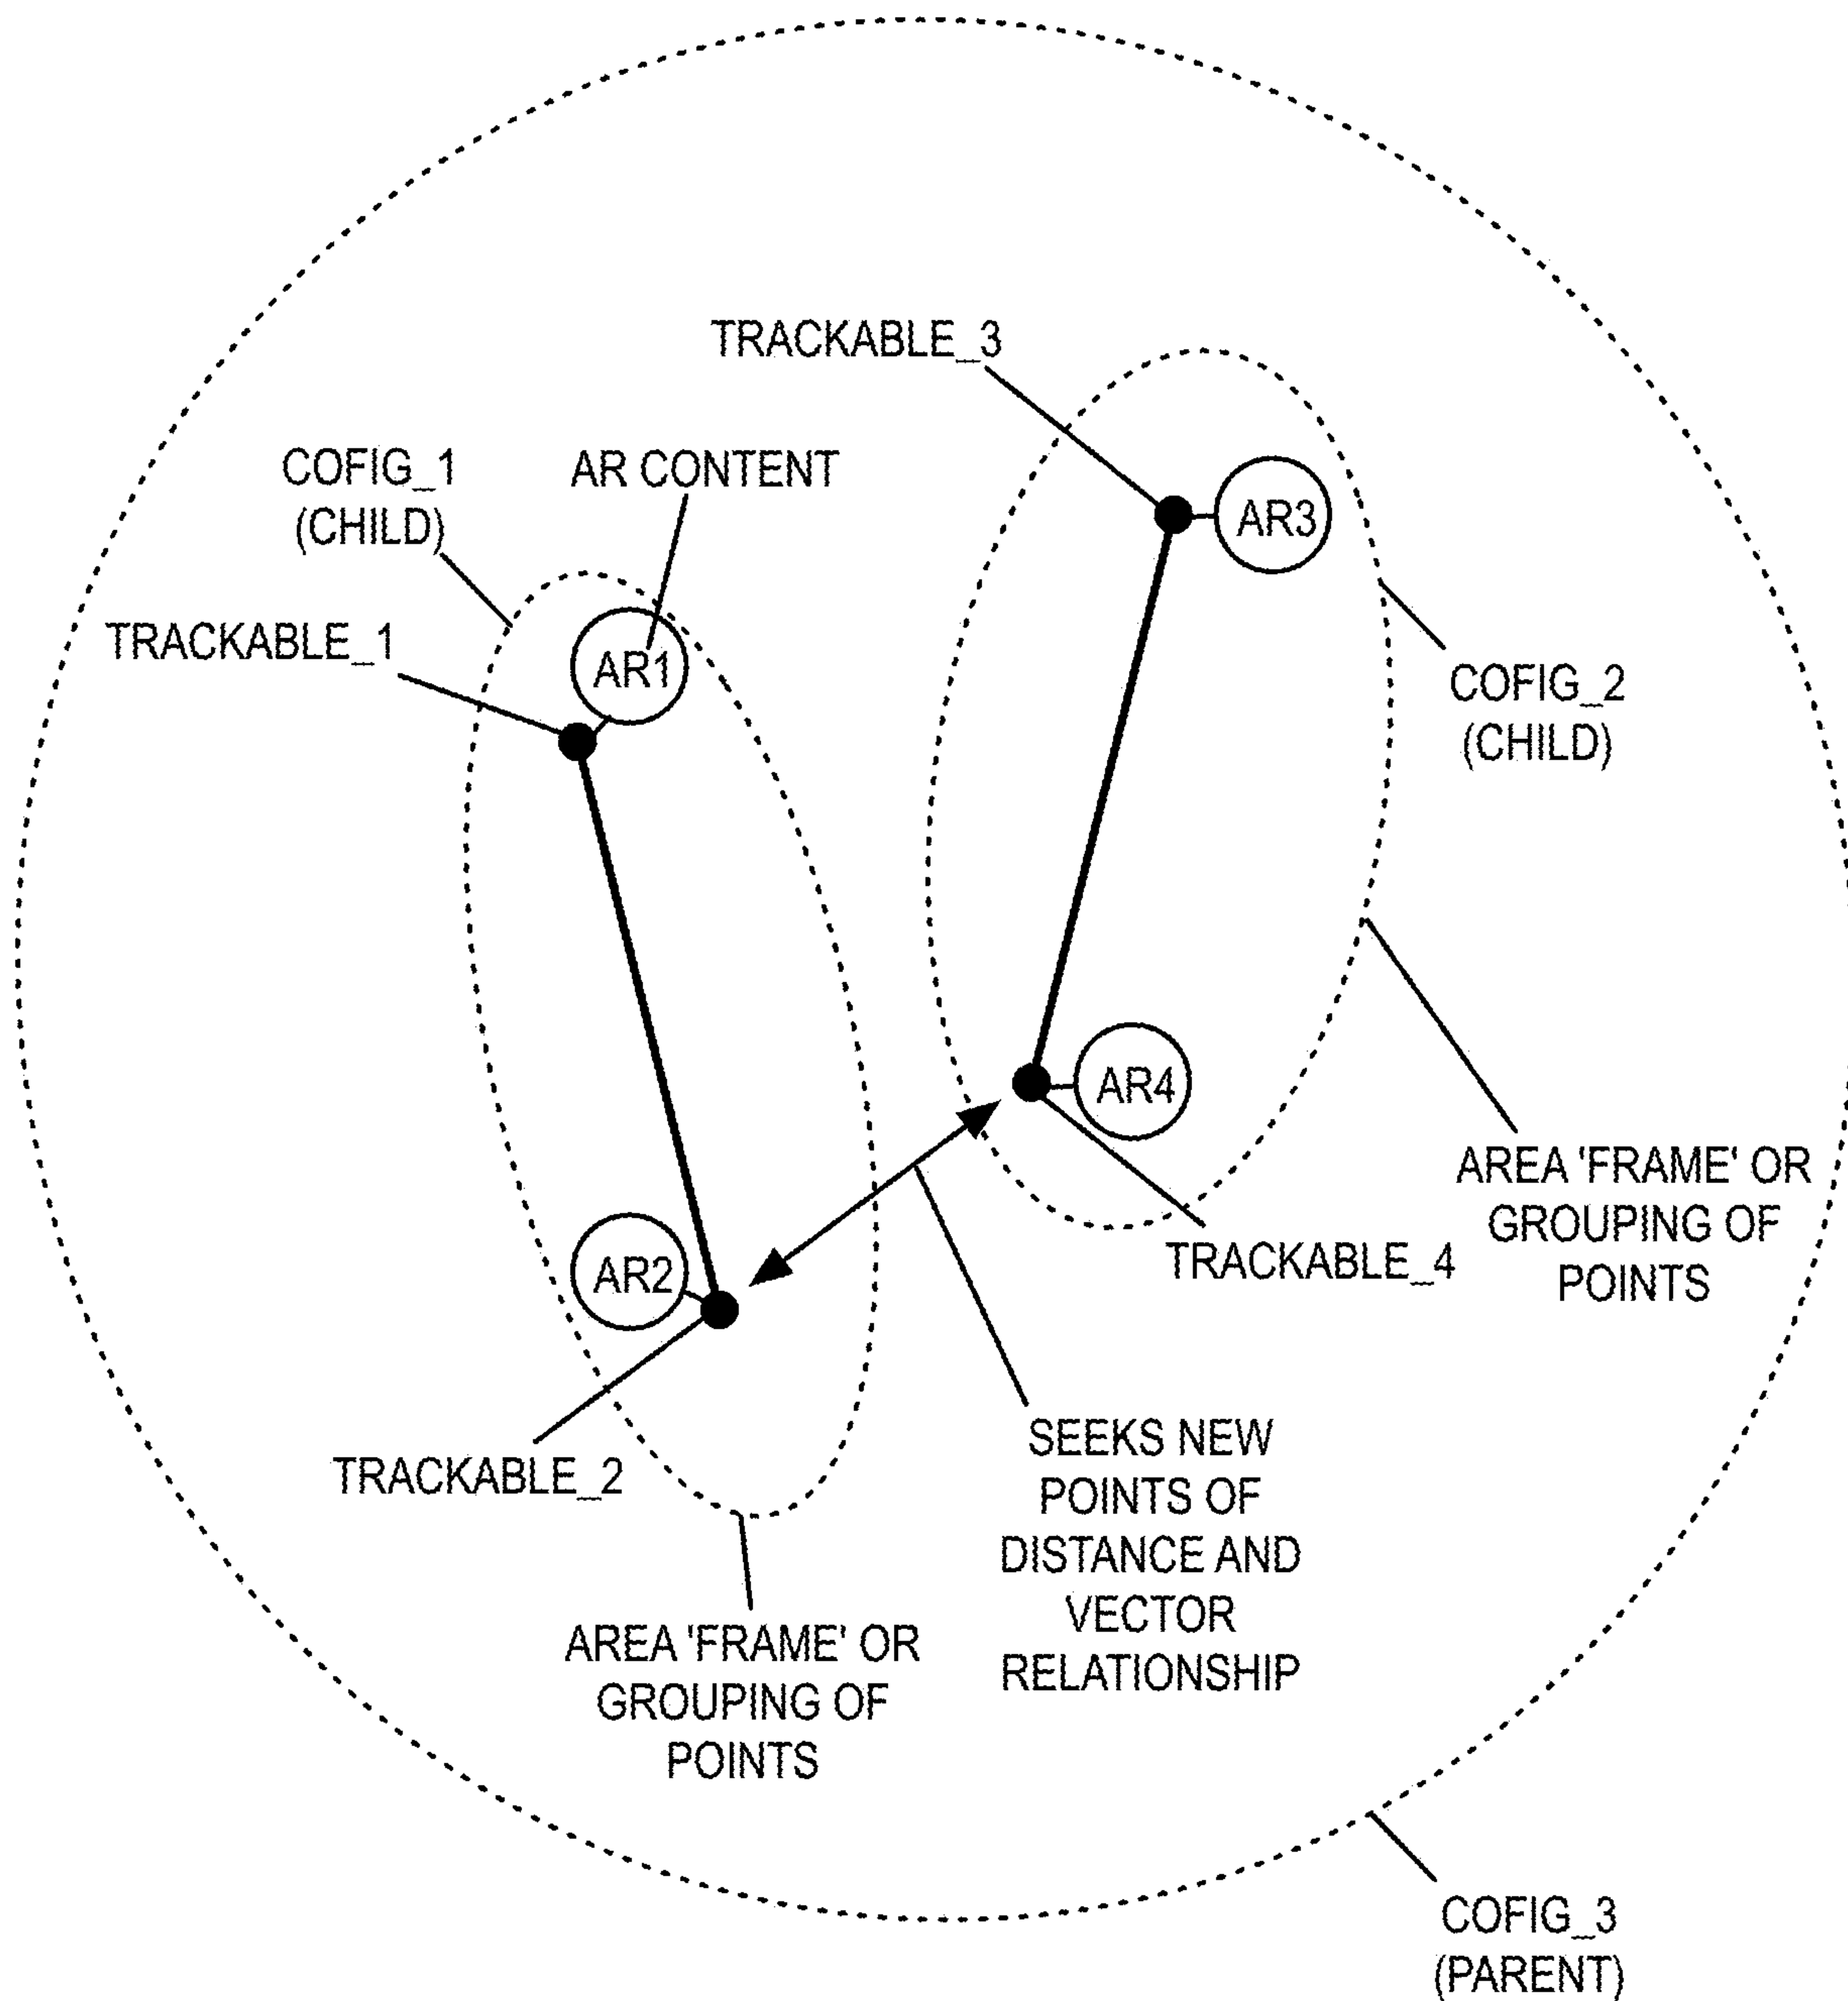 TRACKABLE_3
COFIG_1
(CHILD)
AR CONTENT
AR3
TRACKABLE_1
AR1
COFIG_2
(CHILD)
AR4
AREA 'FRAME' OR
GROUPING OF
POINTS
TRACKABLE_4
AR2
TRACKABLE_2
SEEKS NEW
POINTS OF
DISTANCE AND
VECTOR
RELATIONSHIP
AREA 'FRAME' OR
GROUPING OF
POINTS
COFIG_3
(PARENT)